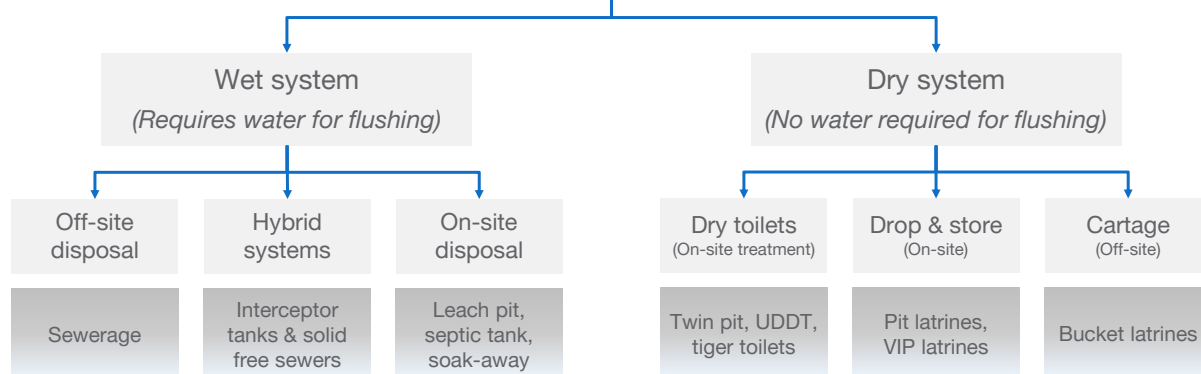 Wet system
(Requires water for flushing)
Dry system
(No water required for flushing)
Off-site
disposal
Hybrid
systems
On-site
disposal
Dry toilets
(On-site treatment)
Drop & store
(On-site)
Cartage
(Off-site)
Sewerage
Interceptor
tanks & solid
free sewers
Leach pit,
septic tank,
soak-away
Twin pit, UDDT,
tiger toilets
Pit latrines,
VIP latrines
Bucket latrines